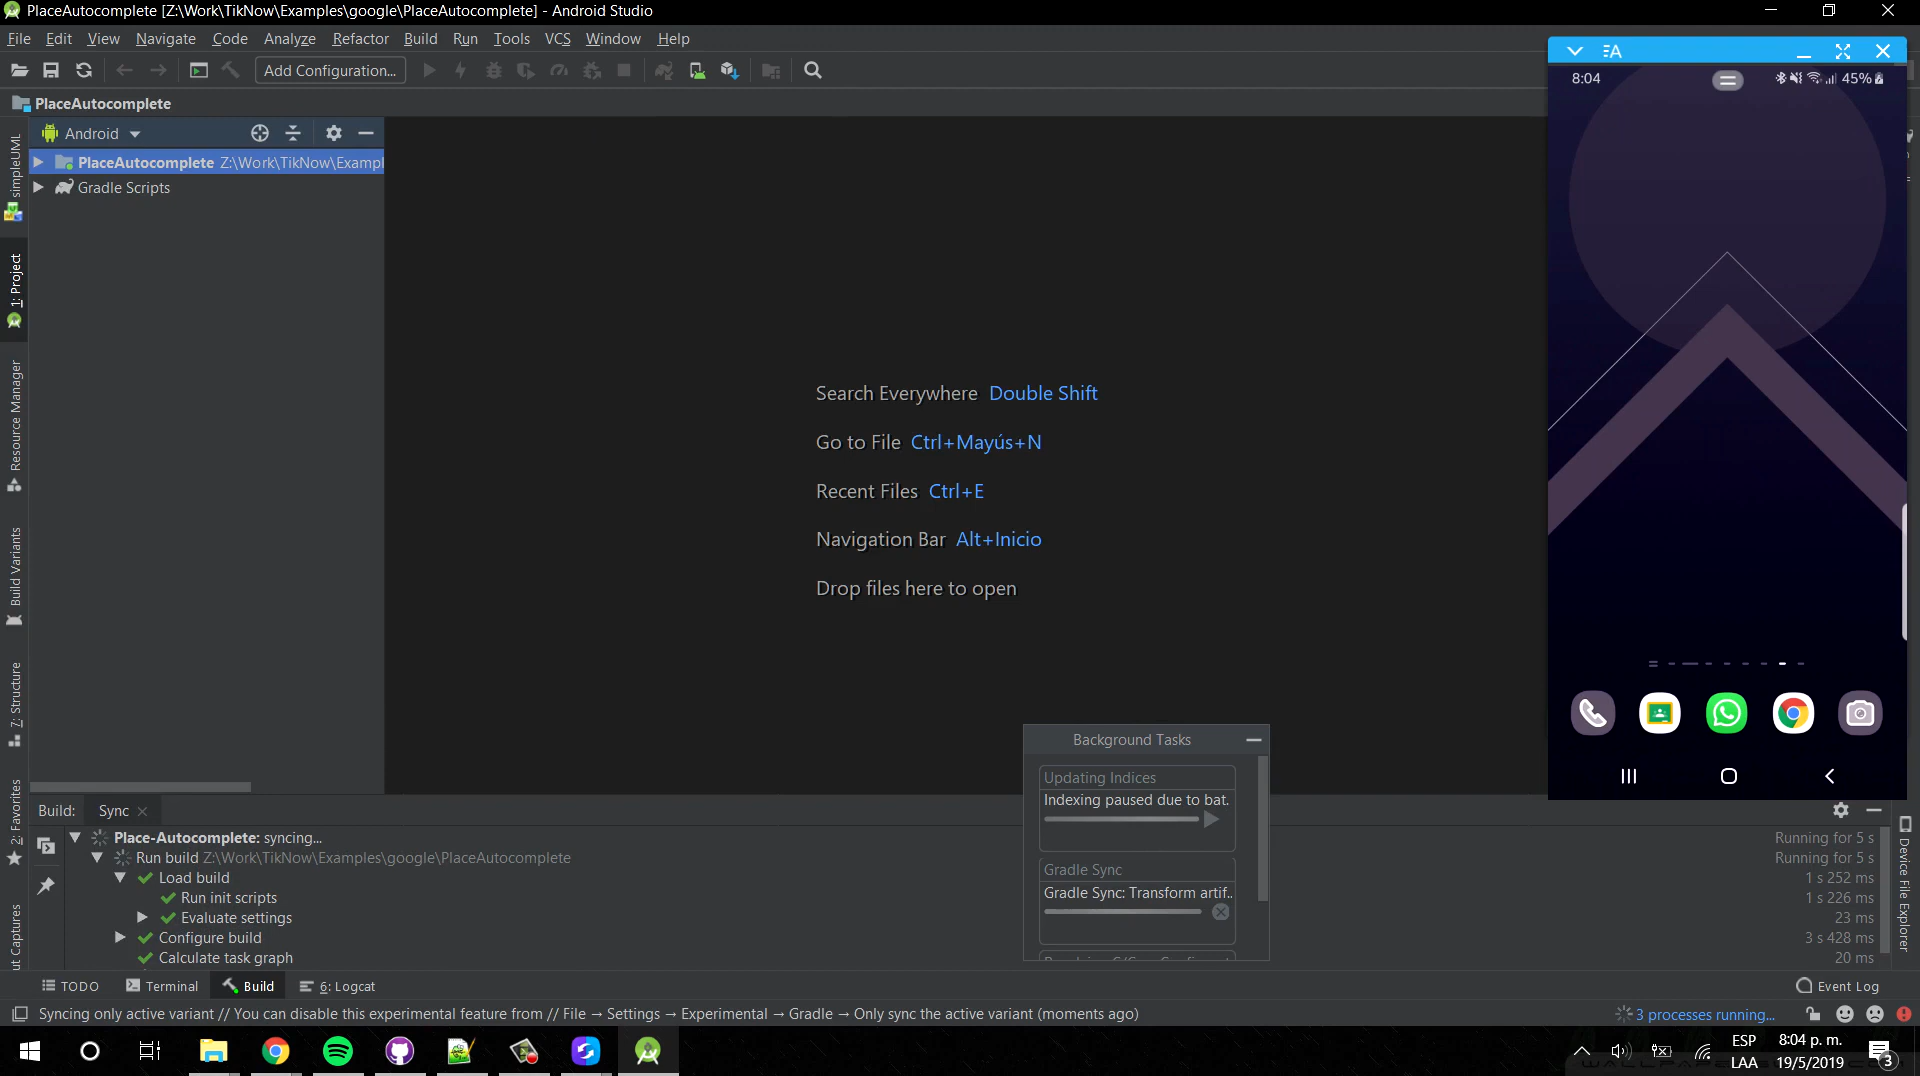 PlaceAutocomplete [Z:\Work\TikNow\Examples\google\PlaceAutocomplete] - Android Studio
File Edit View Navigate Code Analyze Refactor Build Run Tools VCS Window Help
Add Configuration...
PlaceAutocomplete
Android
PlaceAutocomplete Z:\Work\TikNow\Exampl
Gradle Scripts
simpleUML
1: Project
Resource Manager
Build Variants
7: Structure
2: Favorites
ut Captures
Search Everywhere Double Shift
Go to File Ctrl+Mayús+N
Recent Files Ctrl+E
Navigation Bar Alt+Inicio
Drop files here to open
8:04
45%
Background Tasks
Updating Indices
Indexing paused due to bat.
Gradle Sync
Gradle Sync: Transform artif..
Build: Sync
Place-Autocomplete: syncing... Running for 5 s
Run build Z:\Work\TikNow\Examples\google\PlaceAutocomplete Running for 5 s
Load build 1 s 252 ms
Run init scripts 1 s 226 ms
Evaluate settings 23 ms
Configure build 3 s 428 ms
Calculate task graph 20 ms
Device File Explorer
TODO Terminal Build 6: Logcat Event Log
Syncing only active variant // You can disable this experimental feature from // File → Settings → Experimental → Gradle → Only sync the active variant (moments ago) 3 processes running...
ESP 8:04 p. m.
LAA 19/5/2019
3